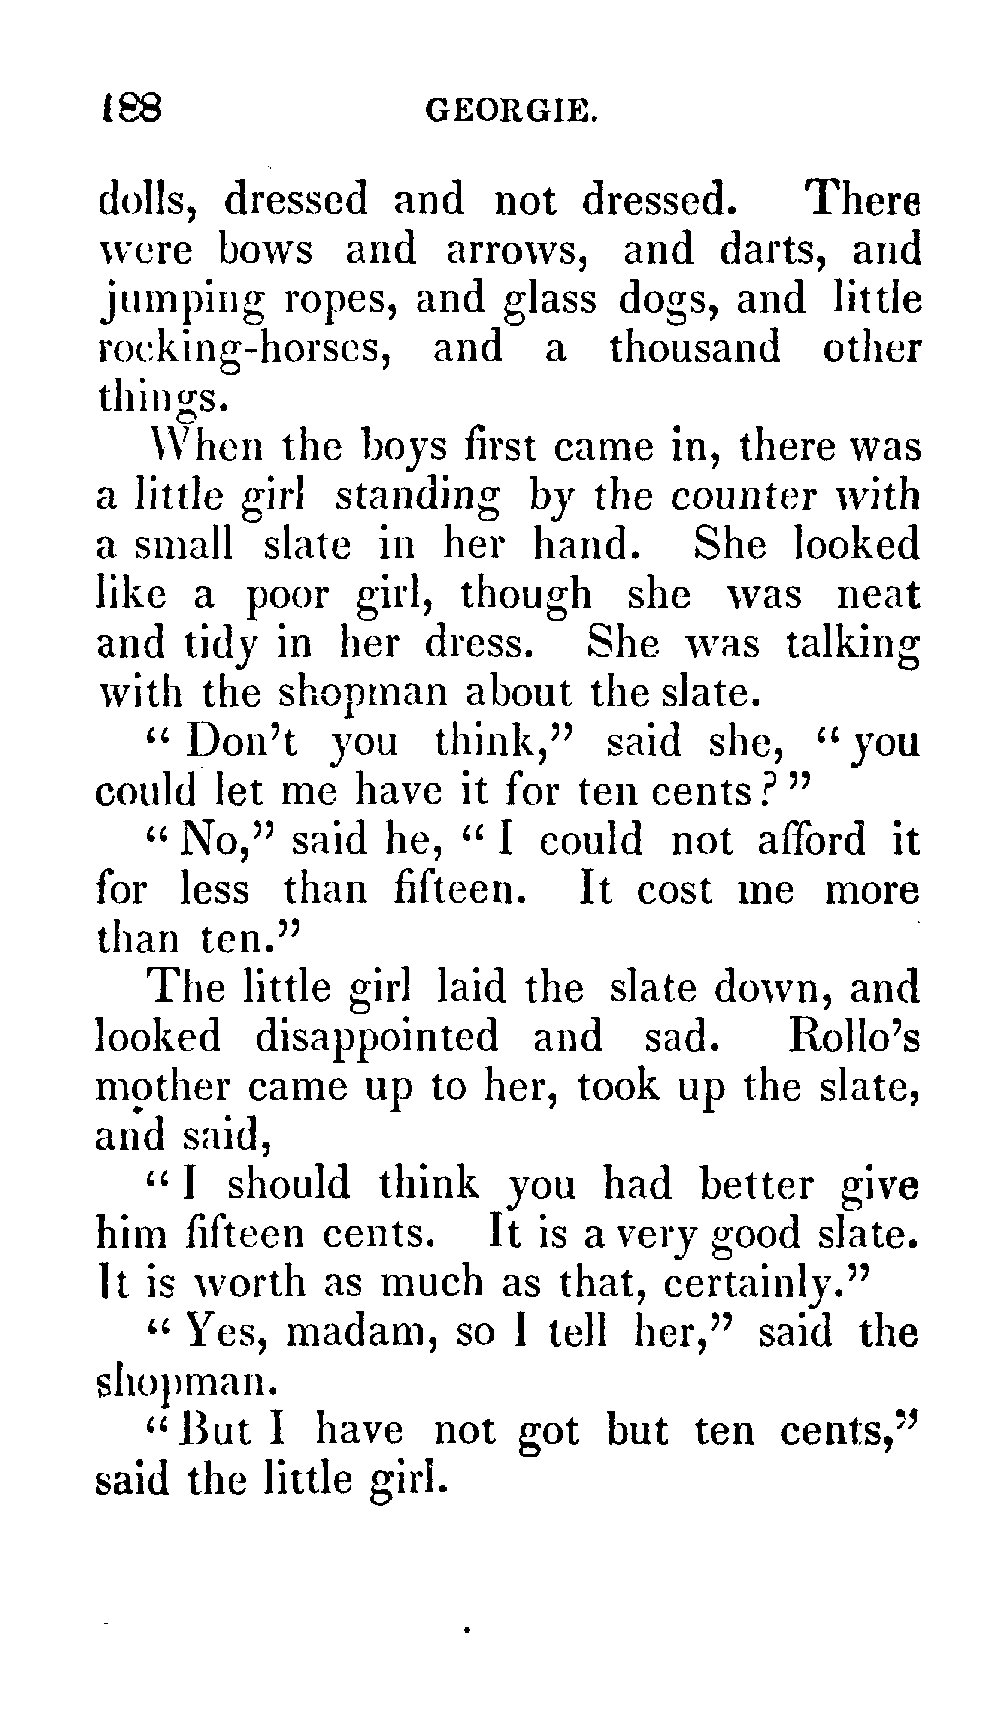 188 GEORGIE.
dolls, dressed and not dressed. There
were bows and arrows, and darts, and
jumping ropes, and glass dogs, and little
rocking-horses, and a thousand other
things.
When the boys first came in, there was
a little girl standing by the counter with
a small slate in her hand. She looked
like a poor girl, though she was neat
and tidy in her dress. She was talking
with the shopman about the slate.
“ Don’t you think,” said she, “ you
could let me have it for ten cents ? ”
“ No,” said he, “ I could not afford it
for less than fifteen. It cost me more
than ten.”
The little girl laid the slate down, and
looked disappointed and sad. Rollo’s
mother came up to her, took up the slate,
and said,
“ I should think you had better give
him fifteen cents. It is a very good slate.
It is worth as much as that, certainly.”
“ Yes, madam, so I tell her,” said the
shopman.
“ But I have not got but ten cents,”
said the little girl.